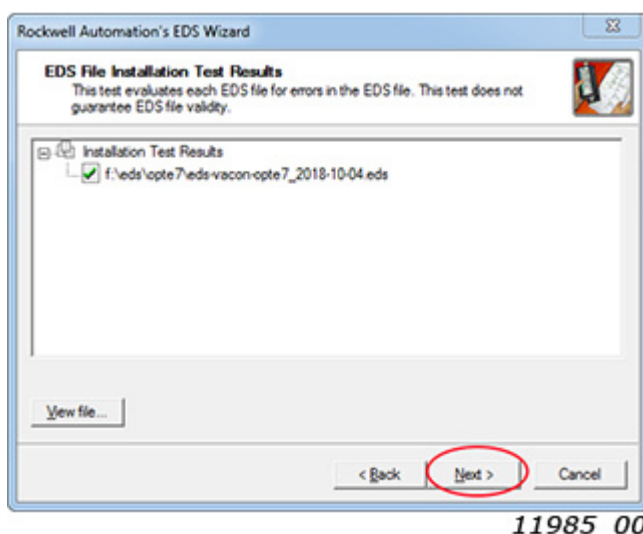 Rockwell Automation's EDS Wizard
EDS File Installation Test Results
This test evaluates each EDS file for errors in the EDS file. This test does not
guarantee EDS file validity.
Installation Test Results
f:\eds\opte7\eds-vacon-opte7_2018-10-04.eds
View file...
< Back Next > Cancel
11985_00